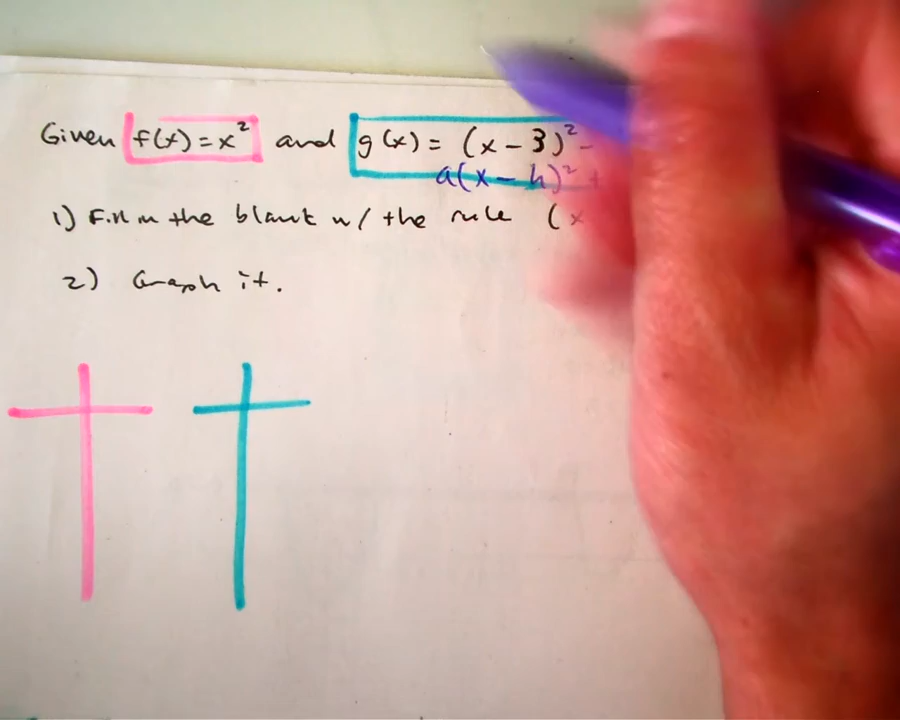 Given f(x) = x² and g(x) = (x - 3)² -
a(x - h)² +
1) Fill in the blank w/ the rule (x
2) Graph it.